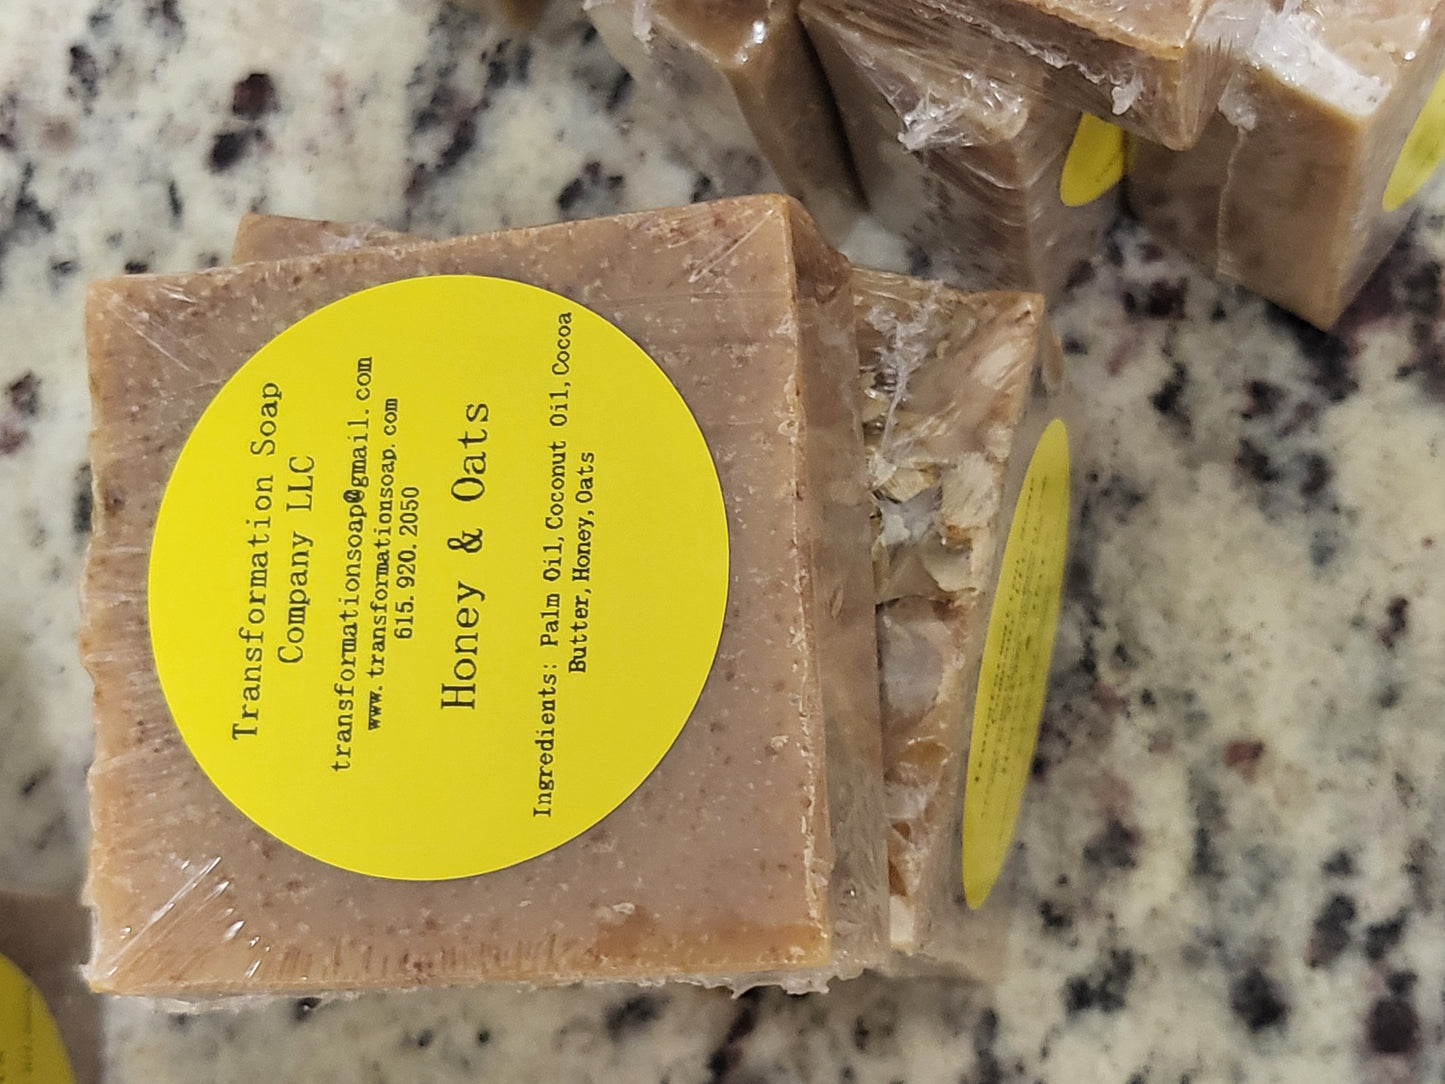 Transformation Soap
Company LLC
transformationsoap@gmail.com
www.transformationsoap.com
615.920.2050
Honey & Oats
Ingredients: Palm Oil, Coconut Oil, Cocoa
Butter, Honey, Oats